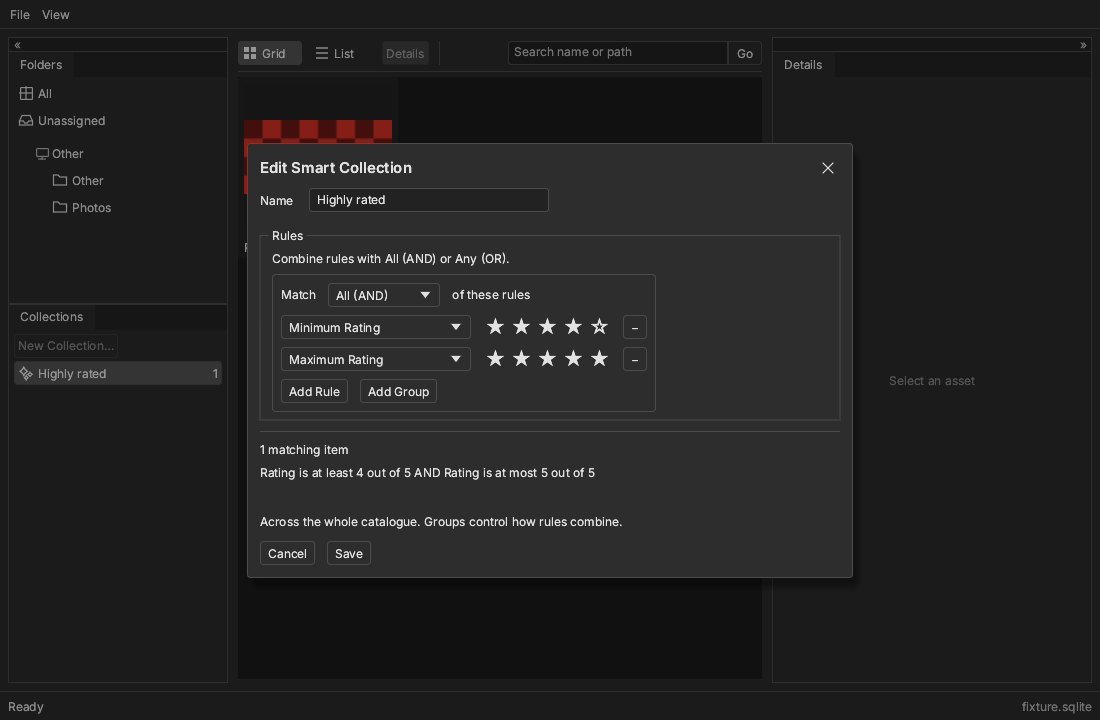 File View
«
Folders
All
Unassigned
Other
Other
Photos
Collections
New Collection...
Highly rated 1
Grid List Details Search name or path Go
»
Details
Select an asset
Edit Smart Collection
Name Highly rated
Rules
Combine rules with All (AND) or Any (OR).
Match All (AND) of these rules
Minimum Rating ★ ★ ★ ★ ☆ –
Maximum Rating ★ ★ ★ ★ ★ –
Add Rule Add Group
1 matching item
Rating is at least 4 out of 5 AND Rating is at most 5 out of 5
Across the whole catalogue. Groups control how rules combine.
Cancel Save
Ready fixture.sqlite